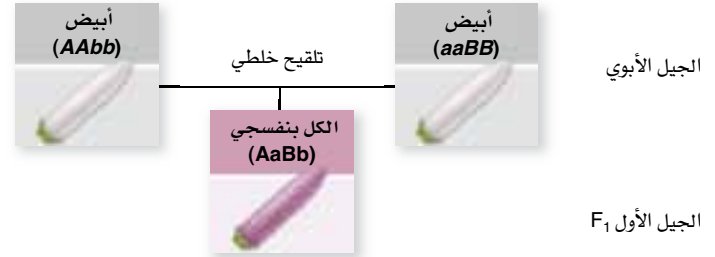 الجيل الأبوي
أبيض
(aaBB)
تلقيح خلطي
أبيض
(AAbb)
الكل بنفسجي
(AaBb)
الجيل الأول F₁